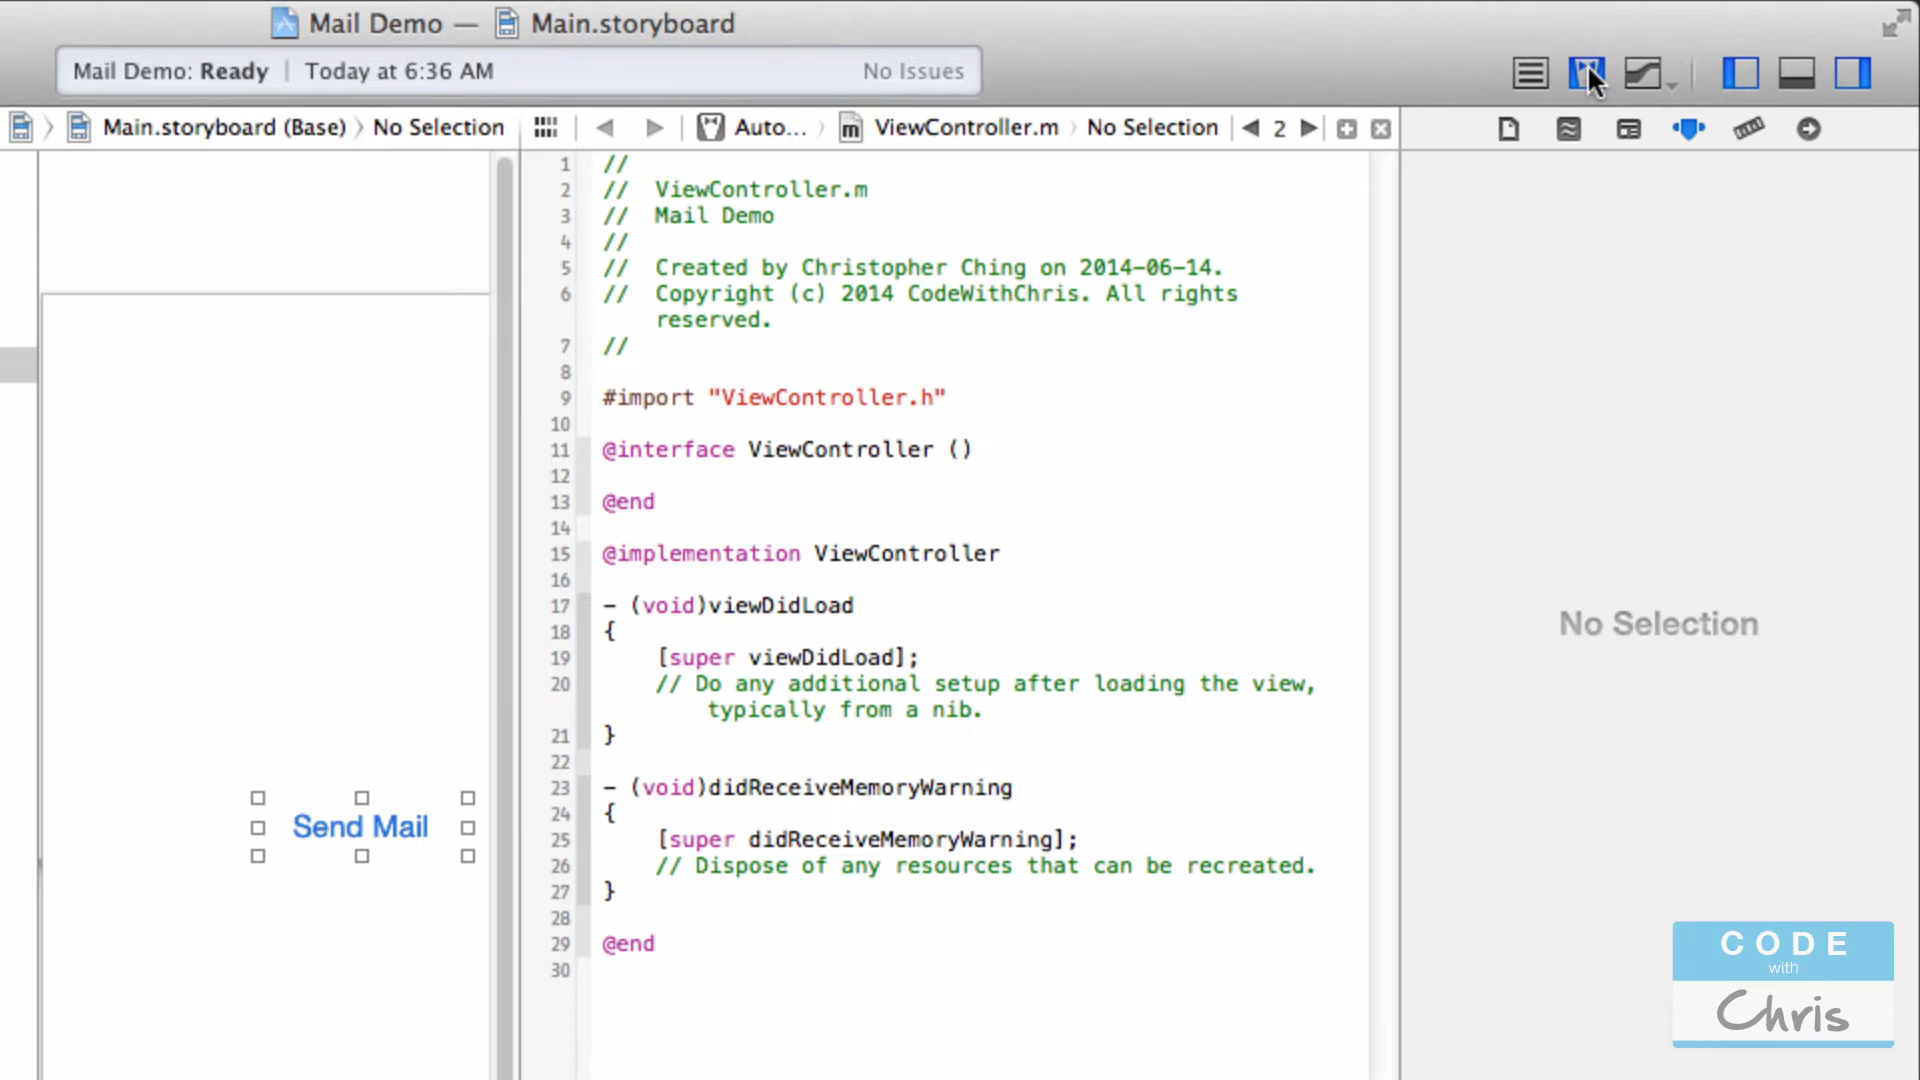 Mail Demo — Main.storyboard
Mail Demo: Ready | Today at 6:36 AM No Issues
Main.storyboard (Base) No Selection
Auto... ViewController.m No Selection 2
1 //
2 // ViewController.m
3 // Mail Demo
4 //
5 // Created by Christopher Ching on 2014-06-14.
6 // Copyright (c) 2014 CodeWithChris. All rights
reserved.
7 //
8
9 #import "ViewController.h"
10
11 @interface ViewController ()
12
13 @end
14
15 @implementation ViewController
16
17 - (void)viewDidLoad
18 {
19 [super viewDidLoad];
20 // Do any additional setup after loading the view,
typically from a nib.
21 }
22
23 - (void)didReceiveMemoryWarning
24 {
25 [super didReceiveMemoryWarning];
26 // Dispose of any resources that can be recreated.
27 }
28
29 @end
30
Send Mail
No Selection
CODE
with
Chris